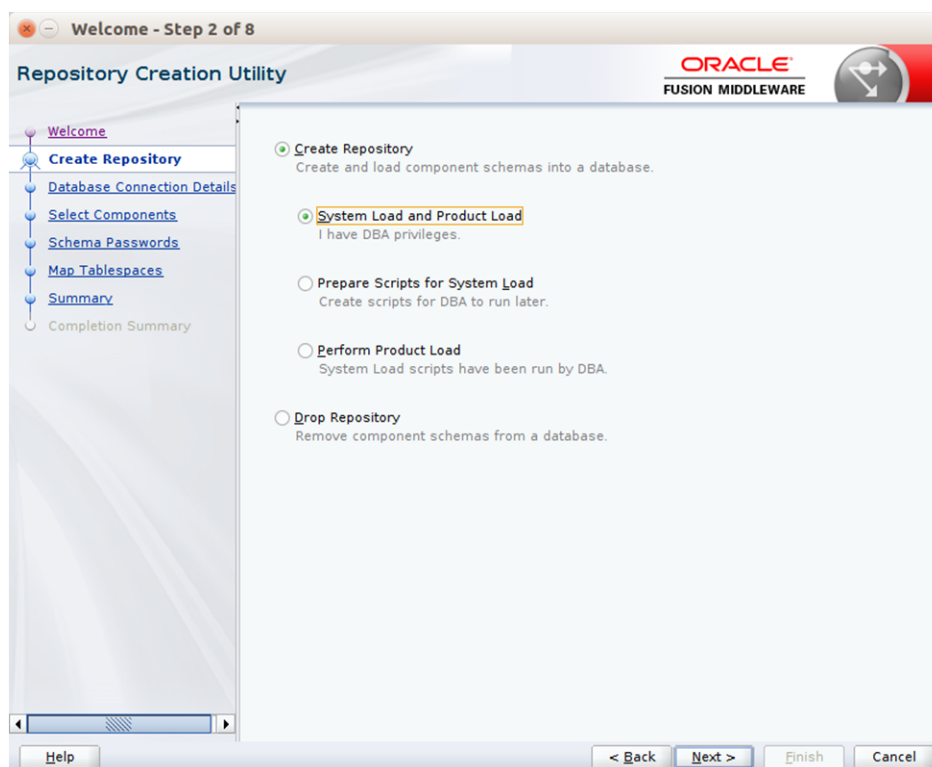 Welcome - Step 2 of 8
Repository Creation Utility
ORACLE
FUSION MIDDLEWARE
Welcome
Create Repository
Database Connection Details
Select Components
Schema Passwords
Map Tablespaces
Summary
Completion Summary
Create Repository
Create and load component schemas into a database.
System Load and Product Load
I have DBA privileges.
Prepare Scripts for System Load
Create scripts for DBA to run later.
Perform Product Load
System Load scripts have been run by DBA.
Drop Repository
Remove component schemas from a database.
Help
< Back
Next >
Finish
Cancel